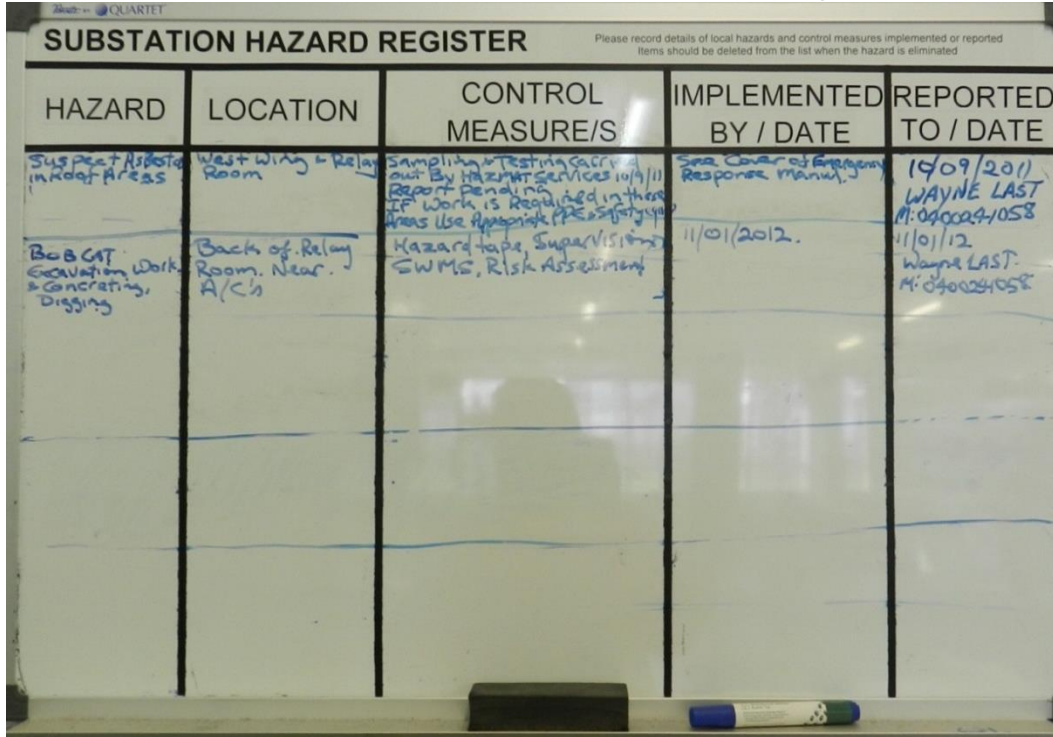 QUARTET
SUBSTATION HAZARD REGISTER
Please record details of local hazards and control measures implemented or reported
Items should be deleted from the list when the hazard is eliminated
HAZARD
LOCATION
CONTROL
MEASURE/S
IMPLEMENTED
BY / DATE
REPORTED
TO / DATE
Suspect Asbestos
in Roof Areas
West Wing & Relay
Room
Sampling & Testing Carried
out By HAZMAT Services 10/9/11
Report pending
IF Work is Required in these
Areas Use Appropriate PPE & Safety
See Cover of Emergency
Response Manual.
10/09/2011
WAYNE LAST
M: 0400241058
BOBCAT
Excavation, Work
& Concreting,
Digging
Back of Relay
Room. Near.
A/C's
Hazard tape, Supervision,
SWMS, Risk Assessment
11/01/2012.
11/01/12
Wayne LAST.
M: 0400241058